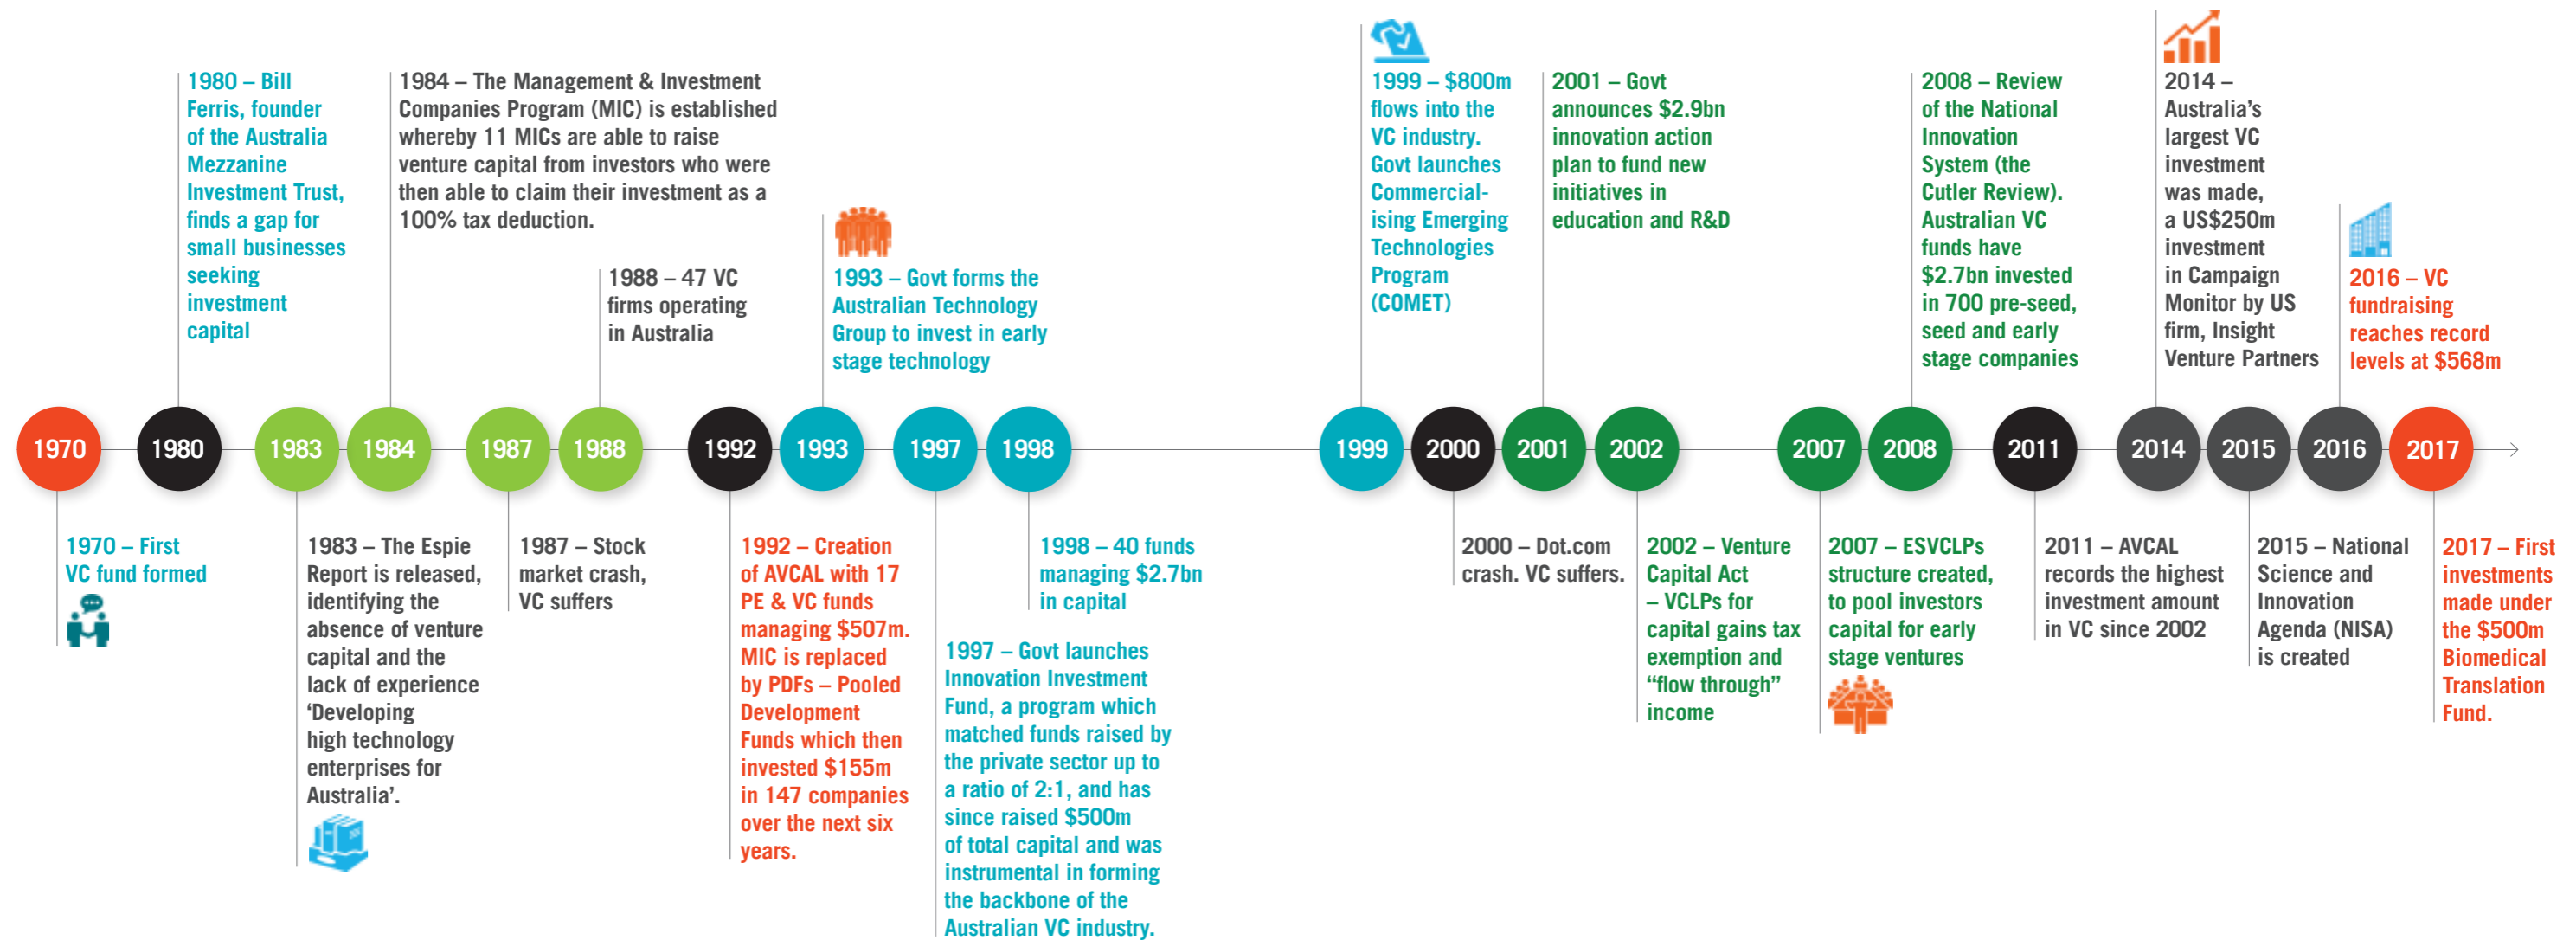 1980 – Bill
Ferris, founder
of the Australia
Mezzanine
Investment Trust,
finds a gap for
small businesses
seeking
investment
capital
1984 – The Management & Investment
Companies Program (MIC) is established
whereby 11 MICs are able to raise
venture capital from investors who were
then able to claim their investment as a
100% tax deduction.
1988 – 47 VC
firms operating
in Australia
1993 – Govt forms the
Australian Technology
Group to invest in early
stage technology
1999 – $800m
flows into the
VC industry.
Govt launches
Commercial-
ising Emerging
Technologies
Program
(COMET)
2001 – Govt
announces $2.9bn
innovation action
plan to fund new
initiatives in
education and R&D
2008 – Review
of the National
Innovation
System (the
Cutler Review).
Australian VC
funds have
$2.7bn invested
in 700 pre-seed,
seed and early
stage companies
2014 –
Australia’s
largest VC
investment
was made,
a US$250m
investment
in Campaign
Monitor by US
firm, Insight
Venture Partners
2016 – VC
fundraising
reaches record
levels at $568m
1970
1980
1983
1984
1987
1988
1992
1993
1997
1998
1999
2000
2001
2002
2007
2008
2011
2014
2015
2016
2017
1970 – First
VC fund formed
1983 – The Espie
Report is released,
identifying the
absence of venture
capital and the
lack of experience
‘Developing
high technology
enterprises for
Australia’.
1987 – Stock
market crash,
VC suffers
1992 – Creation
of AVCAL with 17
PE & VC funds
managing $507m.
MIC is replaced
by PDFs – Pooled
Development
Funds which then
invested $155m
in 147 companies
over the next six
years.
1997 – Govt launches
Innovation Investment
Fund, a program which
matched funds raised by
the private sector up to
a ratio of 2:1, and has
since raised $500m
of total capital and was
instrumental in forming
the backbone of the
Australian VC industry.
1998 – 40 funds
managing $2.7bn
in capital
2000 – Dot.com
crash. VC suffers.
2002 – Venture
Capital Act
– VCLPs for
capital gains tax
exemption and
“flow through”
income
2007 – ESVCLPs
structure created,
to pool investors
capital for early
stage ventures
2011 – AVCAL
records the highest
investment amount
in VC since 2002
2015 – National
Science and
Innovation
Agenda (NISA)
is created
2017 – First
investments
made under
the $500m
Biomedical
Translation
Fund.